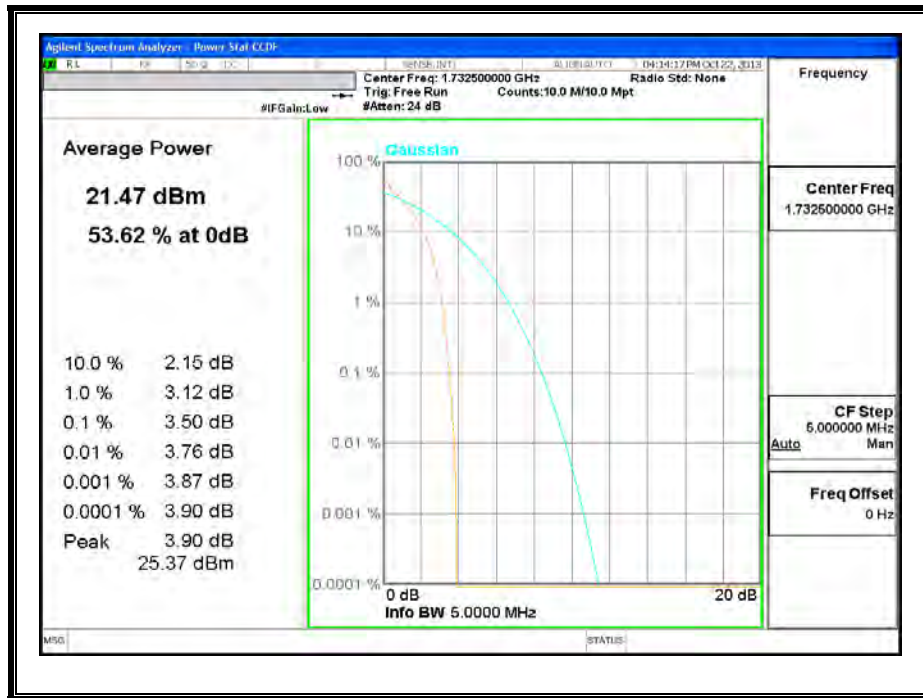 Agilent Spectrum Analyzer - Power Stat CCDF
RL RF 50 Ω DC SENSE:INT ALIGN AUTO 04:14:17 PM Oct 22, 2013
Center Freq: 1.732500000 GHz Radio Std: None
Trig: Free Run Counts:10.0 M/10.0 Mpt
#IFGain:Low #Atten: 24 dB
Frequency
Average Power
21.47 dBm
53.62 % at 0dB
10.0 % 2.15 dB
1.0 % 3.12 dB
0.1 % 3.50 dB
0.01 % 3.76 dB
0.001 % 3.87 dB
0.0001 % 3.90 dB
Peak 3.90 dB
25.37 dBm
Gaussian
100 %
10 %
1 %
0.1 %
0.01 %
0.001 %
0.0001 %
0 dB 20 dB
Info BW 5.0000 MHz
Center Freq
1.732500000 GHz
CF Step
5.000000 MHz
Auto Man
Freq Offset
0 Hz
MSG STATUS